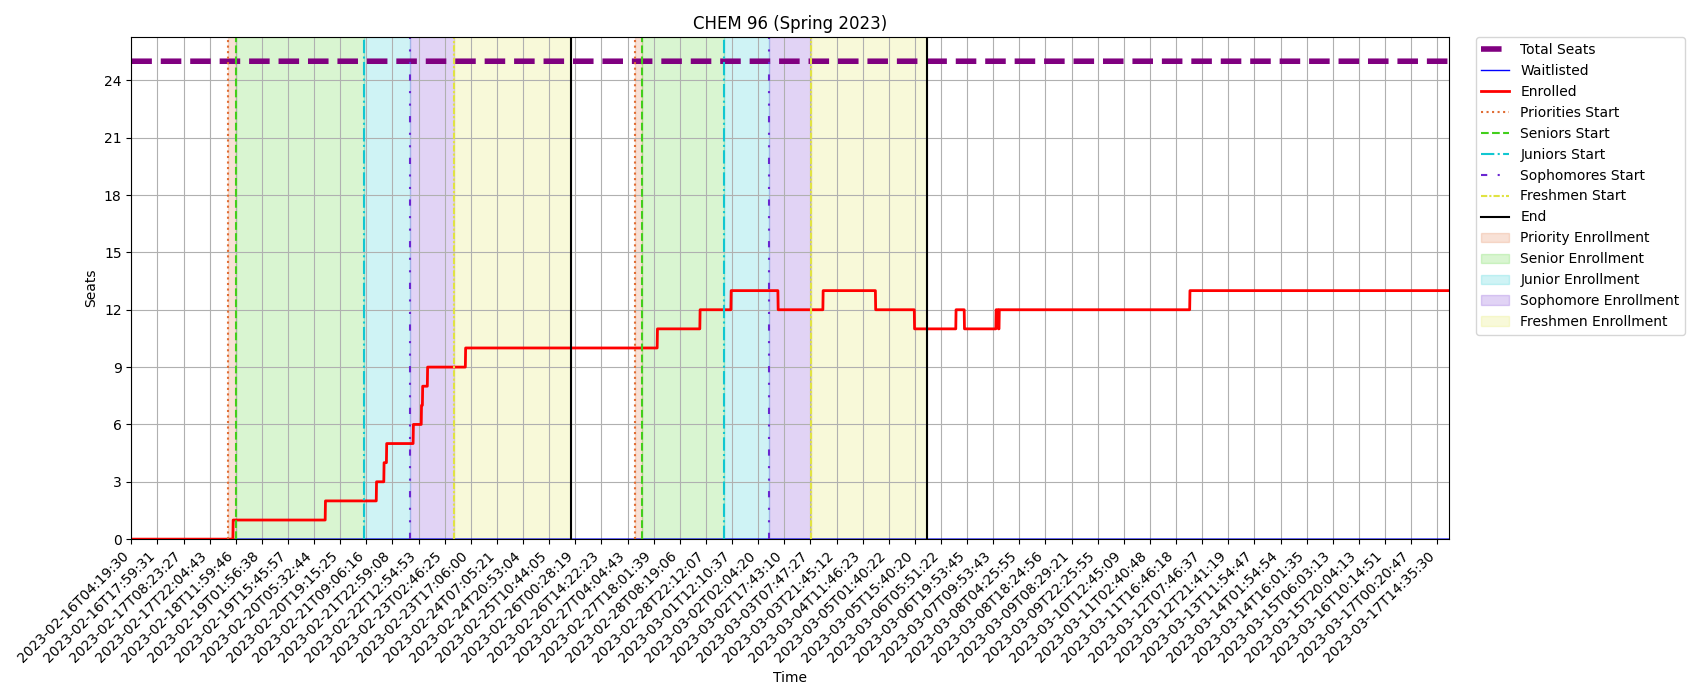 CHEM 96 (Spring 2023)
Seats
24
21
18
15
12
9
6
3
0
2023-02-16T04:19:30
2023-02-16T17:59:31
2023-02-17T08:23:27
2023-02-17T22:04:43
2023-02-18T11:59:46
2023-02-19T01:56:38
2023-02-19T15:45:57
2023-02-20T05:32:44
2023-02-20T19:15:25
2023-02-21T09:06:16
2023-02-21T22:59:08
2023-02-22T12:54:53
2023-02-23T02:46:25
2023-02-23T17:06:00
2023-02-24T07:05:21
2023-02-24T20:53:04
2023-02-25T10:44:05
2023-02-26T00:28:19
2023-02-26T14:22:23
2023-02-27T04:04:43
2023-02-27T18:01:39
2023-02-28T08:19:06
2023-02-28T22:12:07
2023-03-01T12:10:37
2023-03-02T02:04:20
2023-03-02T17:43:10
2023-03-03T07:47:27
2023-03-03T21:45:12
2023-03-04T11:46:23
2023-03-05T01:40:22
2023-03-05T15:40:20
2023-03-06T05:51:22
2023-03-06T19:53:45
2023-03-07T09:53:43
2023-03-08T04:25:55
2023-03-08T18:24:56
2023-03-09T08:29:21
2023-03-09T22:25:55
2023-03-10T12:45:09
2023-03-11T02:40:48
2023-03-11T16:46:18
2023-03-12T07:46:37
2023-03-12T21:41:19
2023-03-13T11:54:47
2023-03-14T01:54:54
2023-03-14T16:01:35
2023-03-15T06:03:13
2023-03-15T20:04:13
2023-03-16T10:14:51
2023-03-17T00:20:47
2023-03-17T14:35:30
Time
Total Seats
Waitlisted
Enrolled
Priorities Start
Seniors Start
Juniors Start
Sophomores Start
Freshmen Start
End
Priority Enrollment
Senior Enrollment
Junior Enrollment
Sophomore Enrollment
Freshmen Enrollment